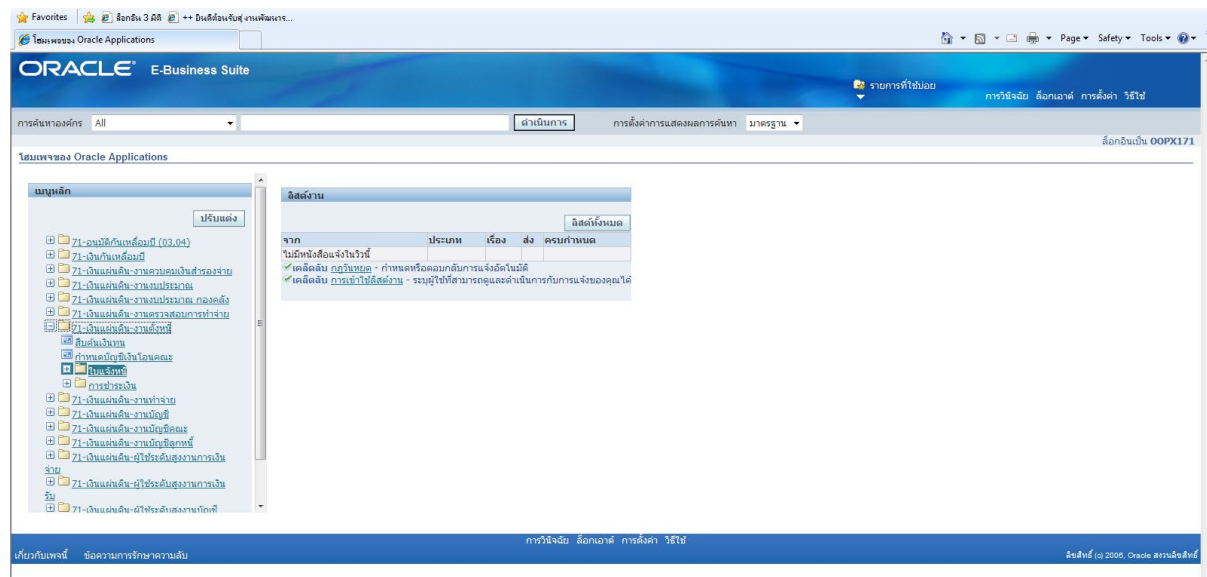 Favorites ล็อกอิน 3 มิติ ++ ยินดีต้อนรับสู่ งานพัฒนาร...
โฮมเพจของ Oracle Applications Page Safety Tools
ORACLE E-Business Suite
รายการที่ใช้บ่อย
การวินิจฉัย ล็อกเอาต์ การตั้งค่า วิธีใช้
การค้นหาองค์กร All ดำเนินการ การตั้งค่าการแสดงผลการค้นหา มาตรฐาน
ล็อกอินเป็น OOPX171
โฮมเพจของ Oracle Applications
เมนูหลัก
ปรับแต่ง
71-อนุมัติกันเหลื่อมปี (03,04)
71-เงินกันเหลื่อมปี
71-เงินแผ่นดิน-งานควบคุมเงินสำรองจ่าย
71-เงินแผ่นดิน-งานงบประมาณ
71-เงินแผ่นดิน-งานงบประมาณ กองคลัง
71-เงินแผ่นดิน-งานตรวจสอบการทำจ่าย
71-เงินแผ่นดิน-งานตั้งหนี้
สืบค้นเงินทุน
กำหนดบัญชีเงินโอนคณะ
ใบแจ้งหนี้
การชำระเงิน
71-เงินแผ่นดิน-งานทำจ่าย
71-เงินแผ่นดิน-งานบัญชี
71-เงินแผ่นดิน-งานบัญชีคณะ
71-เงินแผ่นดิน-งานบัญชีลูกหนี้
71-เงินแผ่นดิน-ผู้ใช้ระดับสูงงานการเงิน
จ่าย
71-เงินแผ่นดิน-ผู้ใช้ระดับสูงงานการเงิน
รับ
71-เงินแผ่นดิน-ผู้ใช้ระดับสูงงานบัญชี
ลิสต์งาน
ลิสต์ทั้งหมด
จาก ประเภท เรื่อง ส่ง ครบกำหนด
ไม่มีหนังสือแจ้งในวิวนี้
เคล็ดลับ กฎวันหยุด - กำหนดหรือตอบกลับการแจ้งอัตโนมัติ
เคล็ดลับ การเข้าใช้ลิสต์งาน - ระบุผู้ใช้ที่สามารถดูและดำเนินการกับการแจ้งของคุณได้
การวินิจฉัย ล็อกเอาต์ การตั้งค่า วิธีใช้
เกี่ยวกับเพจนี้ ข้อความการรักษาความลับ
ลิขสิทธิ์ (c) 2006, Oracle สงวนลิขสิทธิ์